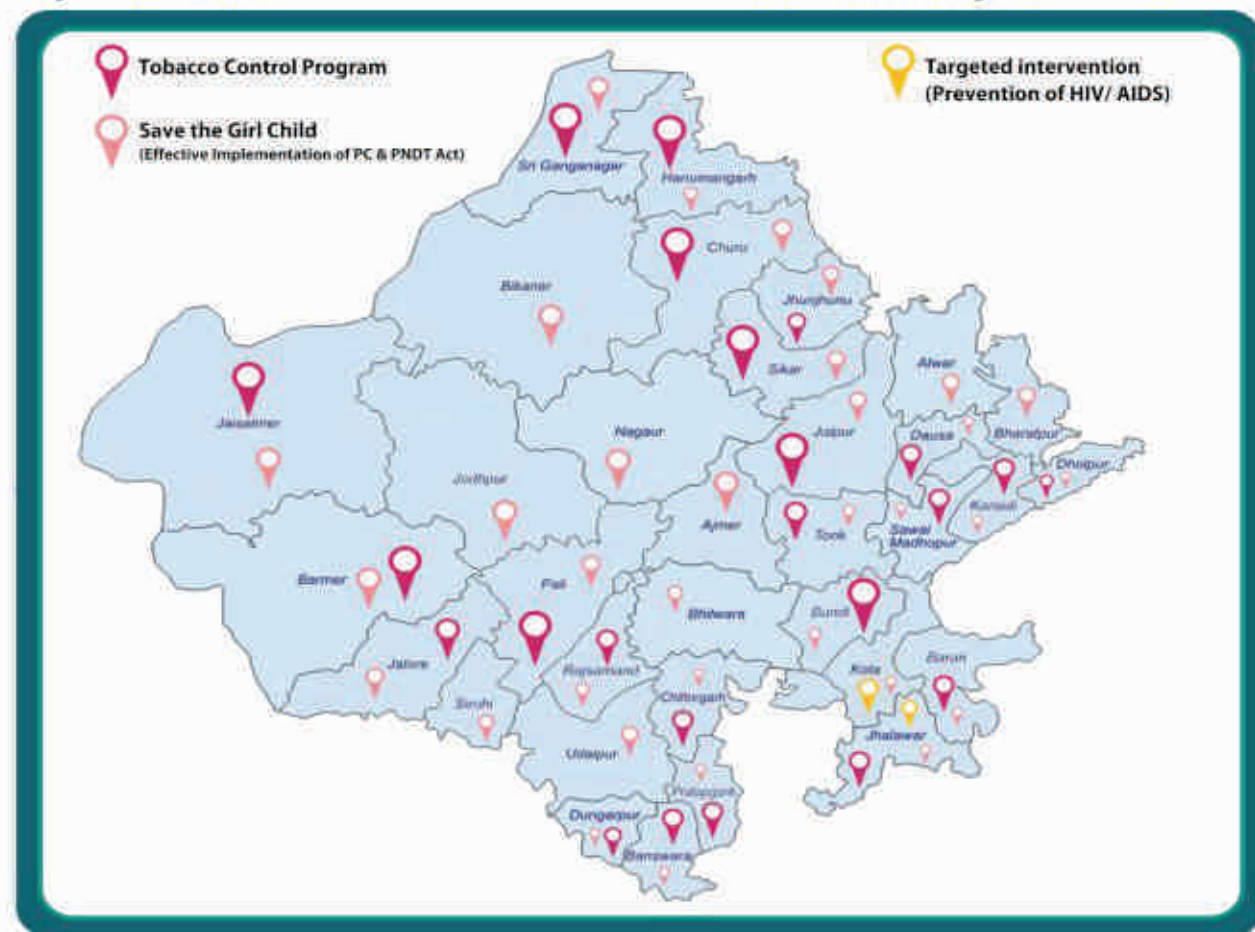 Tobacco Control Program
Save the Girl Child
(Effective Implementation of PC & PNDT Act)
Targeted intervention
(Prevention of HIV/ AIDS)
Sri Ganganagar
Hanumangarh
Churu
Bikaner
Jhunjhunu
Sikar
Alwar
Jaisalmer
Nagaur
Jaipur
Dausa
Bharatpur
Dholpur
Jodhpur
Ajmer
Tonk
Karauli
Sawai
Madhopur
Barmer
Pali
Bhilwara
Bundi
Jalore
Rajsamand
Kota
Baran
Sirohi
Chittorgarh
Jhalawar
Udaipur
Pratapgarh
Dungarpur
Banswara